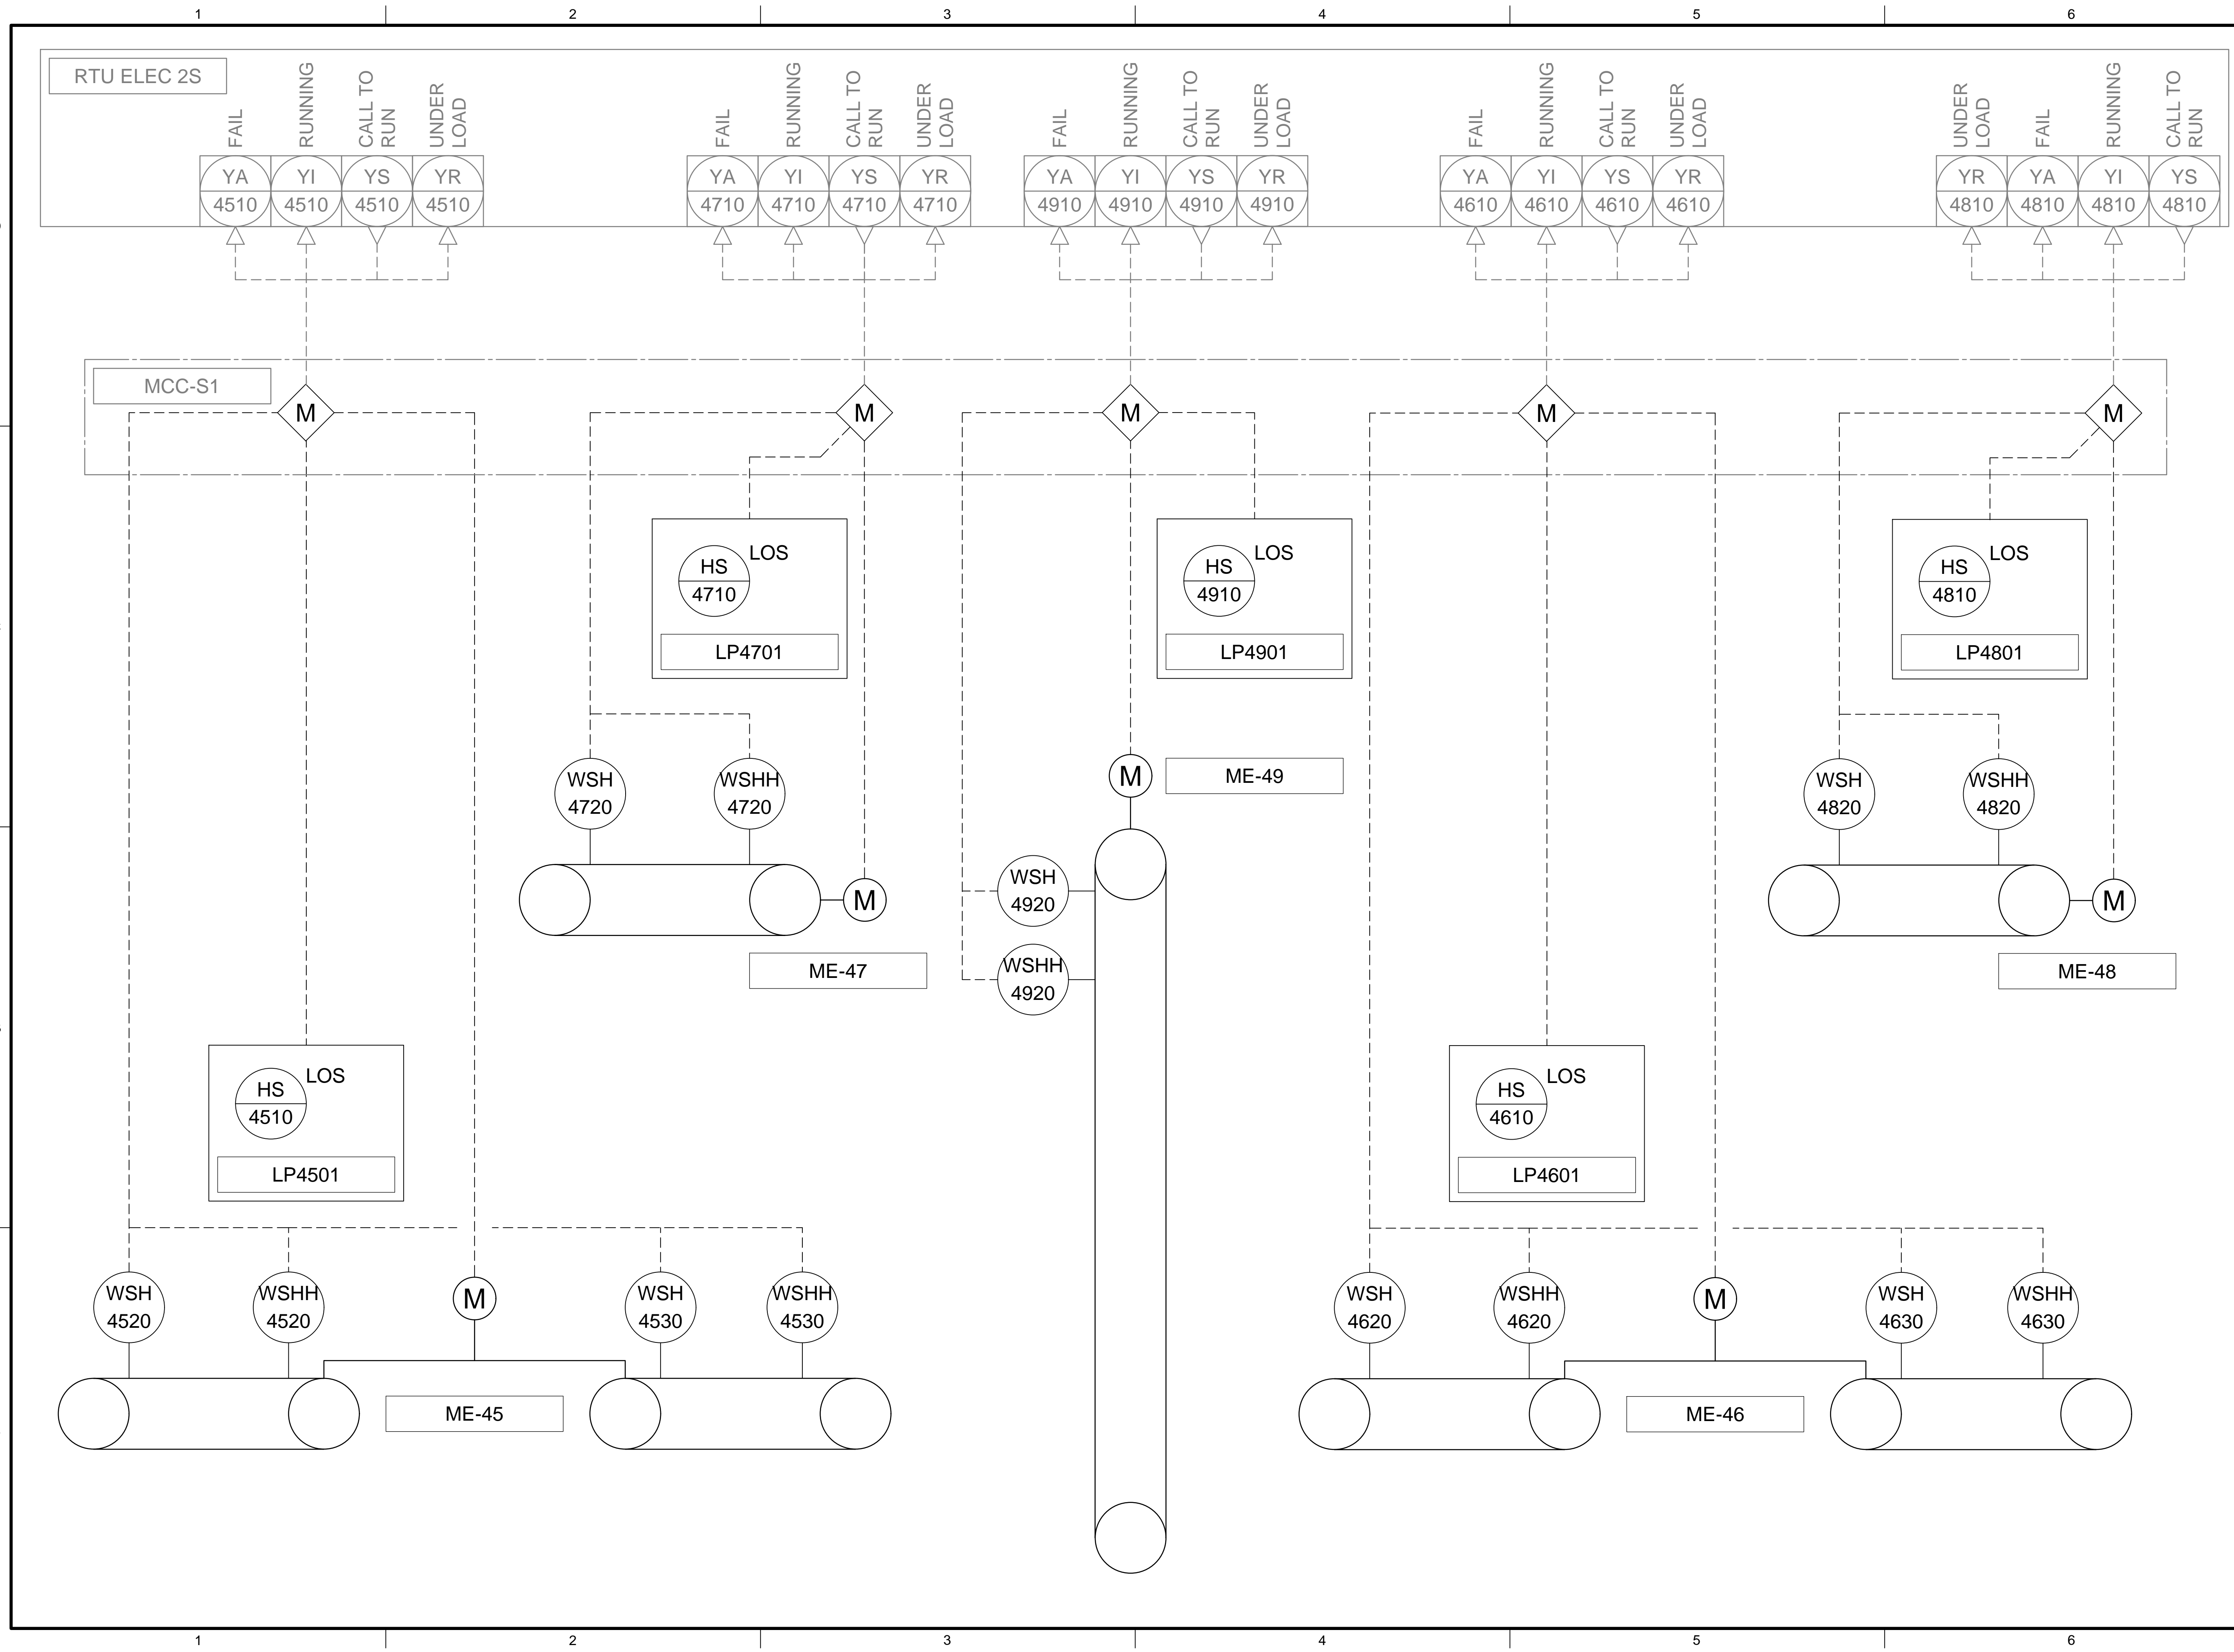 1 2 3 4 5 6
RTU ELEC 2S
FAIL
RUNNING
CALL TO
RUN
UNDER
LOAD
FAIL
RUNNING
CALL TO
RUN
UNDER
LOAD
FAIL
RUNNING
CALL TO
RUN
UNDER
LOAD
FAIL
RUNNING
CALL TO
RUN
UNDER
LOAD
UNDER
LOAD
FAIL
RUNNING
CALL TO
RUN
YA YI YS YR YA YI YS YR YA YI YS YR YA YI YS YR YR YA YI YS
4510 4510 4510 4510 4710 4710 4710 4710 4910 4910 4910 4910 4610 4610 4610 4610 4810 4810 4810 4810
MCC-S1
M M M M M
HS LOS
4710
LP4701
HS LOS
4910
LP4901
HS LOS
4810
LP4801
WSH
4720
WSHH
4720
M
ME-49
WSH
4820
WSHH
4820
M
ME-47
WSH
4920
WSHH
4920
M
ME-48
HS LOS
4510
LP4501
HS LOS
4610
LP4601
WSH
4520
WSHH
4520
M
WSH
4530
WSHH
4530
ME-45
WSH
4620
WSHH
4620
M
WSH
4630
WSHH
4630
ME-46
1 2 3 4 5 6